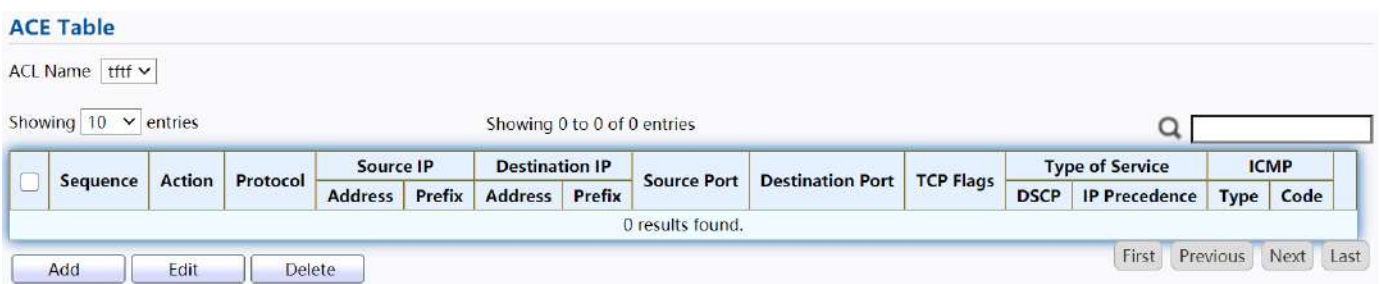 ACE Table
ACL Name tftf
Showing 10 entries Showing 0 to 0 of 0 entries
Sequence Action Protocol Source IP Destination IP Source Port Destination Port TCP Flags Type of Service ICMP
Address Prefix Address Prefix DSCP IP Precedence Type Code
0 results found.
First Previous Next Last
Add Edit Delete